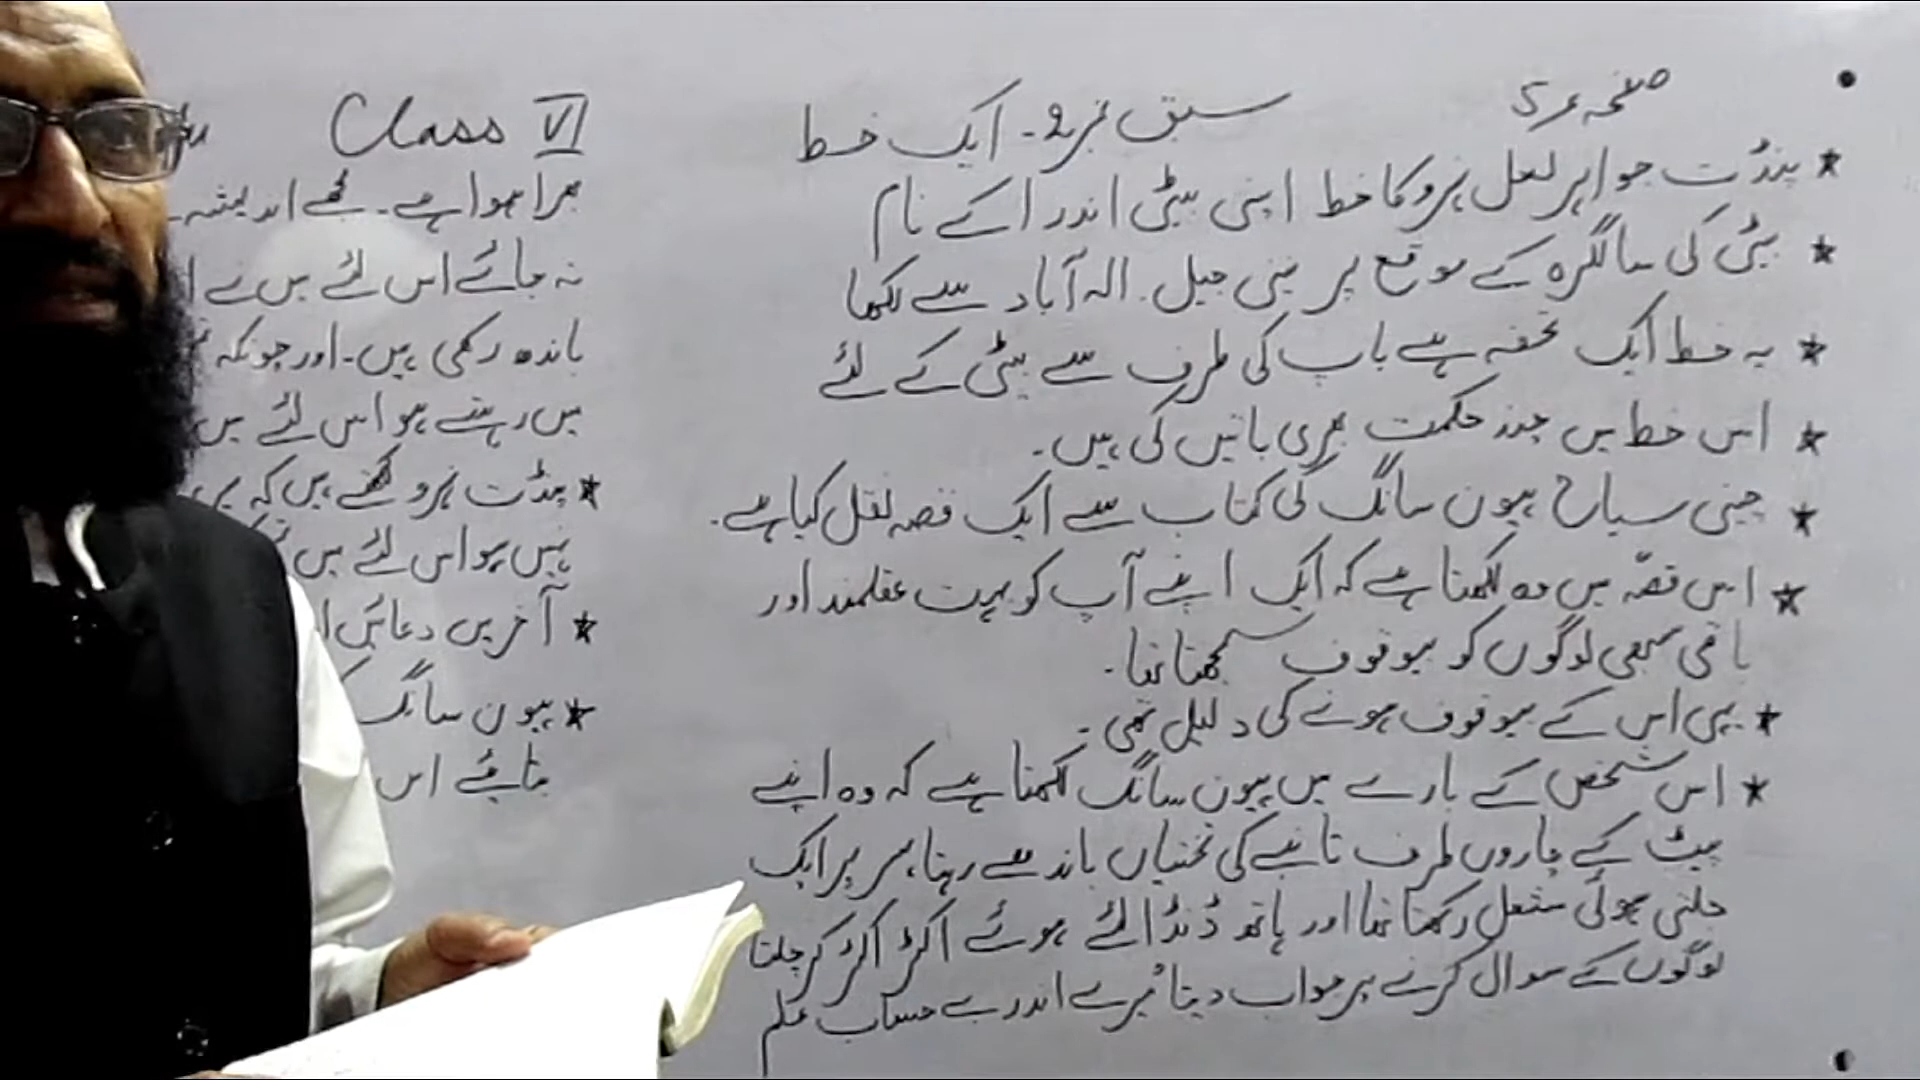 صفحہ
سبق نمبر 9 - ایک خط
★ پنڈت جواہر لعل نہرو کا خط اپنی بیٹی اندرا کے نام
★ بیٹی کی سالگرہ کے موقع پر نینی جیل. الہ آباد سے لکھا
★ یہ خط ایک تحفہ ہے باپ کی طرف سے بیٹی کے لئے
★ اس خط میں چند حکمت بھری باتیں کی ہیں۔
★ چینی سیاح ہیون سانگ کی کتاب سے ایک قصہ نقل کیا ہے۔
★ اس قصّہ میں وہ لکھتا ہے کہ ایک اپنے آپ کو بہت عقلمند اور
باقی سبھی لوگوں کو بیوقوف سمجھتا تھا۔
★ یہی اس کے بیوقوف ہونے کی دلیل تھی۔
★ اس شخص کے بارے میں ہیون سانگ لکھتا ہے کہ وہ اپنے
پیٹ کے چاروں طرف تانبے کی تختیاں باندھے رہتا، سر پر ایک
جلتی ہوئی مشعل رکھتا تھا اور ہاتھ ڈنڈا لئے ہوئے اکڑ اکڑ کر چلتا
لوگوں کے سوال کرنے پر جواب دیتا میرے اندر بے حساب علم
Class VI
بھرا ہوا ہے۔ مجھے اندیشہ
نہ جائے اس لئے میں نے
باندھ رکھی ہیں۔ اور چونکہ
میں رہتے ہو اس لئے میں
★ پنڈت نہرو لکھتے ہیں کہ
نہیں ہو اس لئے میں
★ آخر میں دعائیں
★ ہیون سانگ
بتایئے اس